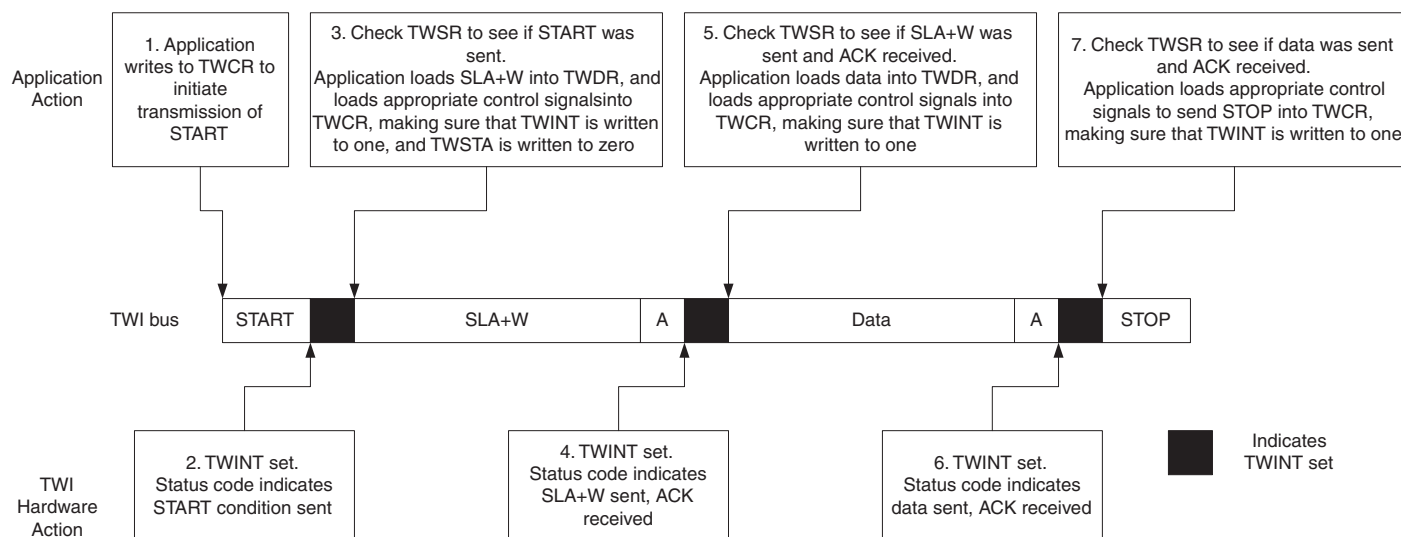 Application
Action
1. Application
writes to TWCR to
initiate
transmission of
START
3. Check TWSR to see if START was
sent.
Application loads SLA+W into TWDR, and
loads appropriate control signalsinto
TWCR, making sure that TWINT is written
to one, and TWSTA is written to zero
5. Check TWSR to see if SLA+W was
sent and ACK received.
Application loads data into TWDR, and
loads appropriate control signals into
TWCR, making sure that TWINT is
written to one
7. Check TWSR to see if data was sent
and ACK received.
Application loads appropriate control
signals to send STOP into TWCR,
making sure that TWINT is written to one
TWI bus
START
SLA+W
A
Data
A
STOP
TWI
Hardware
Action
2. TWINT set.
Status code indicates
START condition sent
4. TWINT set.
Status code indicates
SLA+W sent, ACK
received
6. TWINT set.
Status code indicates
data sent, ACK received
Indicates
TWINT set